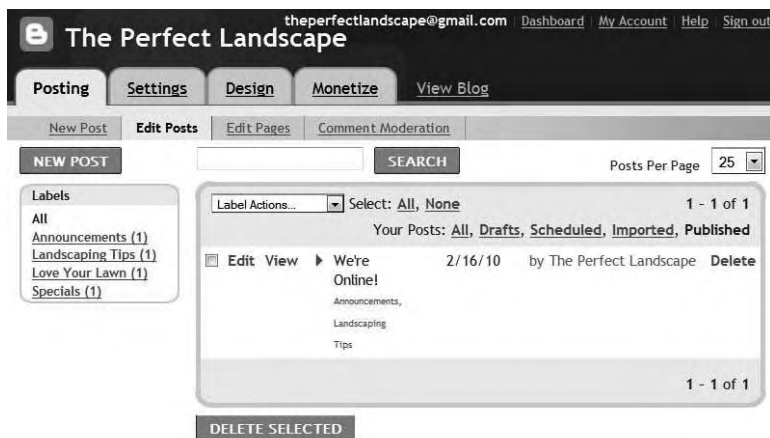 theperfectlandscape@gmail.com Dashboard My Account Help Sign out
The Perfect Landscape
Posting Settings Design Monetize View Blog
New Post Edit Posts Edit Pages Comment Moderation
NEW POST SEARCH Posts Per Page 25
Labels
All
Announcements (1)
Landscaping Tips (1)
Love Your Lawn (1)
Specials (1)
Label Actions... Select: All, None 1 - 1 of 1
Your Posts: All, Drafts, Scheduled, Imported, Published
Edit View We're 2/16/10 by The Perfect Landscape Delete
Online!
Announcements,
Landscaping
Tips
1 - 1 of 1
DELETE SELECTED